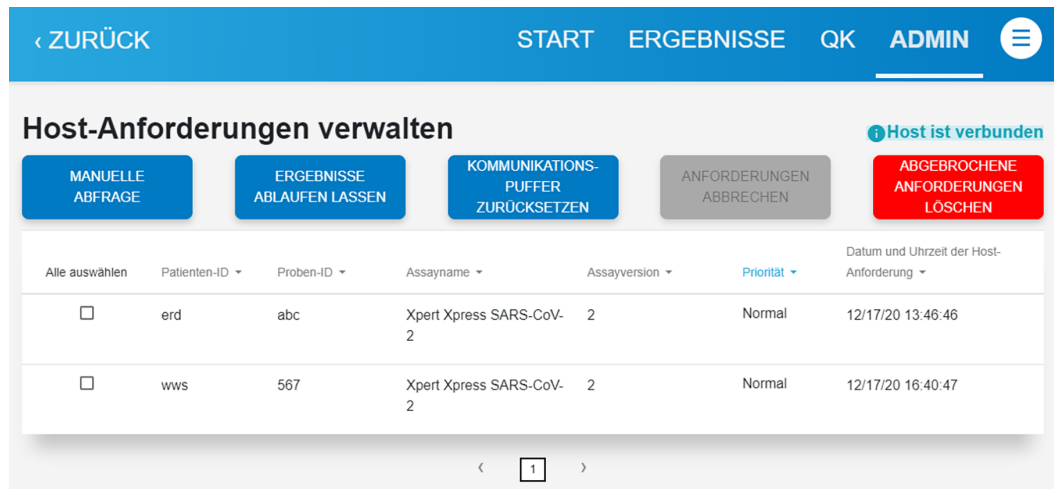 ‹ ZURÜCK START ERGEBNISSE QK ADMIN
Host-Anforderungen verwalten
Host ist verbunden
MANUELLE
ABFRAGE
ERGEBNISSE
ABLAUFEN LASSEN
KOMMUNIKATIONS-
PUFFER
ZURÜCKSETZEN
ANFORDERUNGEN
ABBRECHEN
ABGEBROCHENE
ANFORDERUNGEN
LÖSCHEN
Alle auswählen Patienten-ID Proben-ID Assayname Assayversion Priorität Datum und Uhrzeit der Host-
Anforderung
erd abc Xpert Xpress SARS-CoV- 2 Normal 12/17/20 13:46:46
2
wws 567 Xpert Xpress SARS-CoV- 2 Normal 12/17/20 16:40:47
2
‹ 1 ›